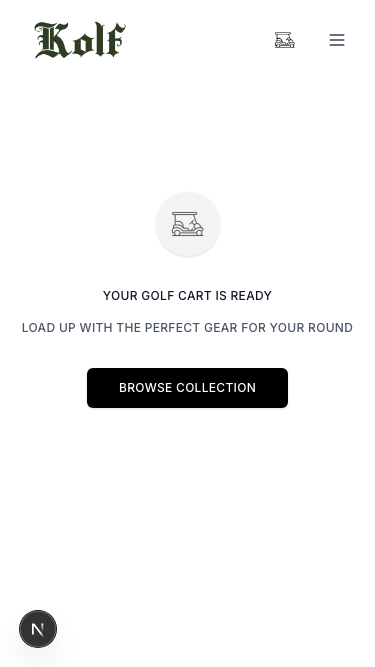 Kolf
YOUR GOLF CART IS READY
LOAD UP WITH THE PERFECT GEAR FOR YOUR ROUND
BROWSE COLLECTION
N